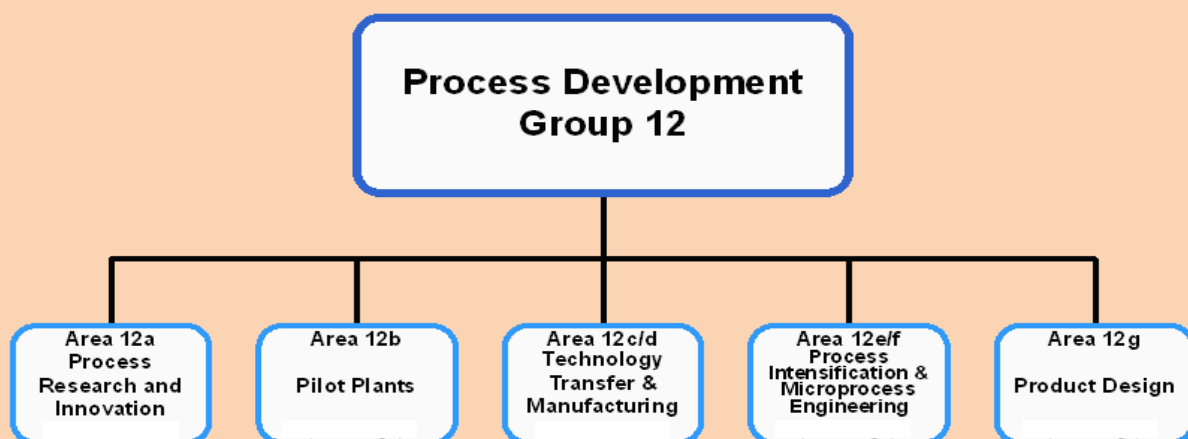 Process Development
Group 12
Area 12a
Process
Research and
Innovation
Area 12b
Pilot Plants
Area 12c/d
Technology
Transfer &
Manufacturing
Area 12e/f
Process
Intensification &
Microprocess
Engineering
Area 12g
Product Design